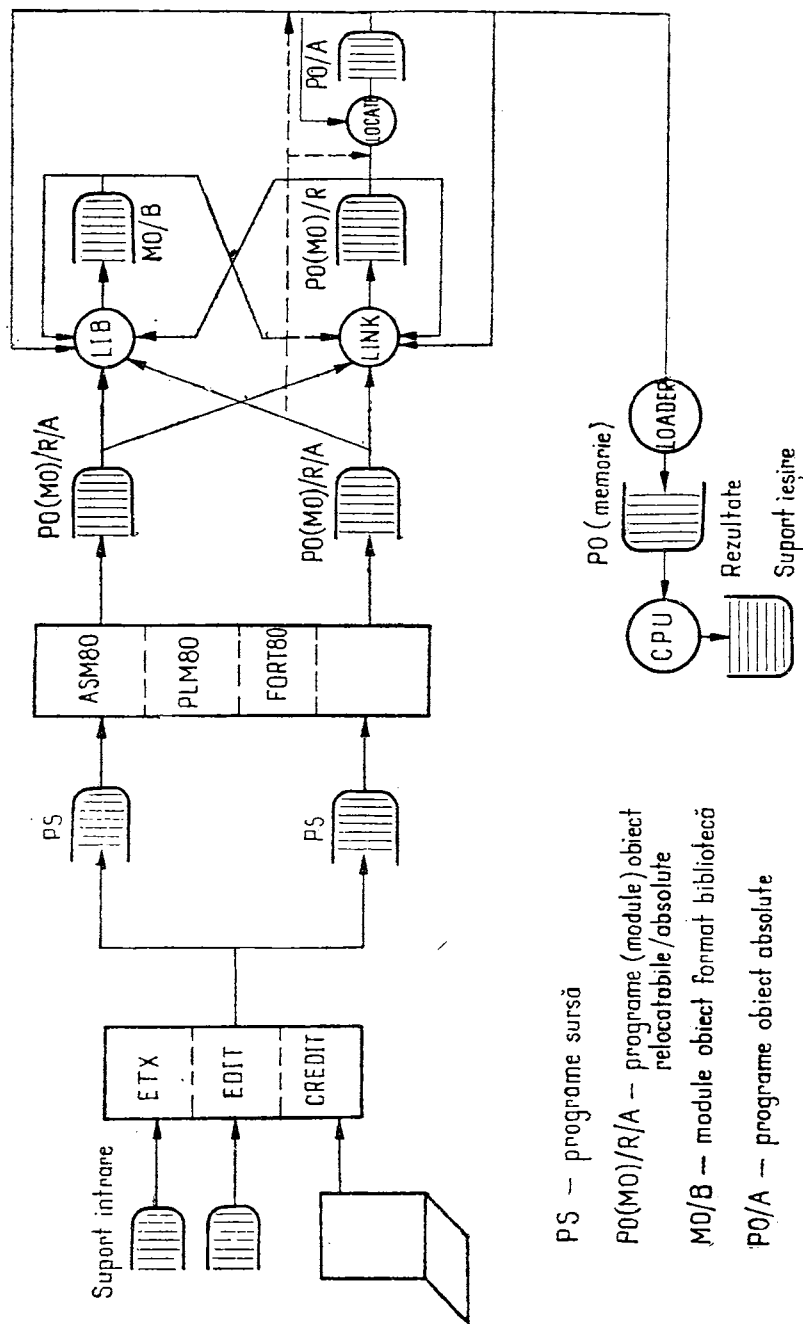 Suport intrare
ETX
EDIT
CREDIT
PS
PS
ASM80
PLM80
FORT80
PO(MO)/R/A
PO(MO)/R/A
LIB
LINK
MO/B
PO(MO)/R
LOCATE
PO/A
PO (memorie)
LOADER
CPU
Rezultate
Suport ieșire
PS — programe sursă
PO(MO)/R/A — programe (module) obiect
relocatabile/absolute
MO/B — module obiect format bibliotecă
PO/A — programe obiect absolute